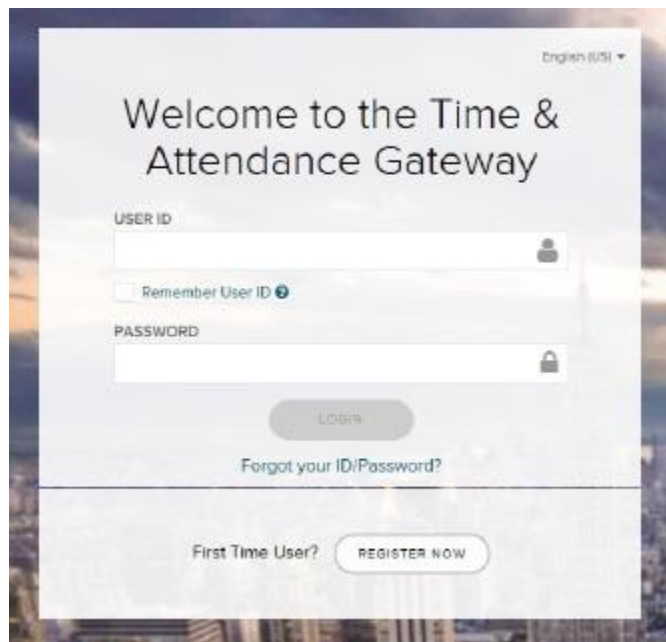 English (US)
Welcome to the Time &
Attendance Gateway
USER ID
Remember User ID
PASSWORD
LOGIN
Forgot your ID/Password?
First Time User? REGISTER NOW